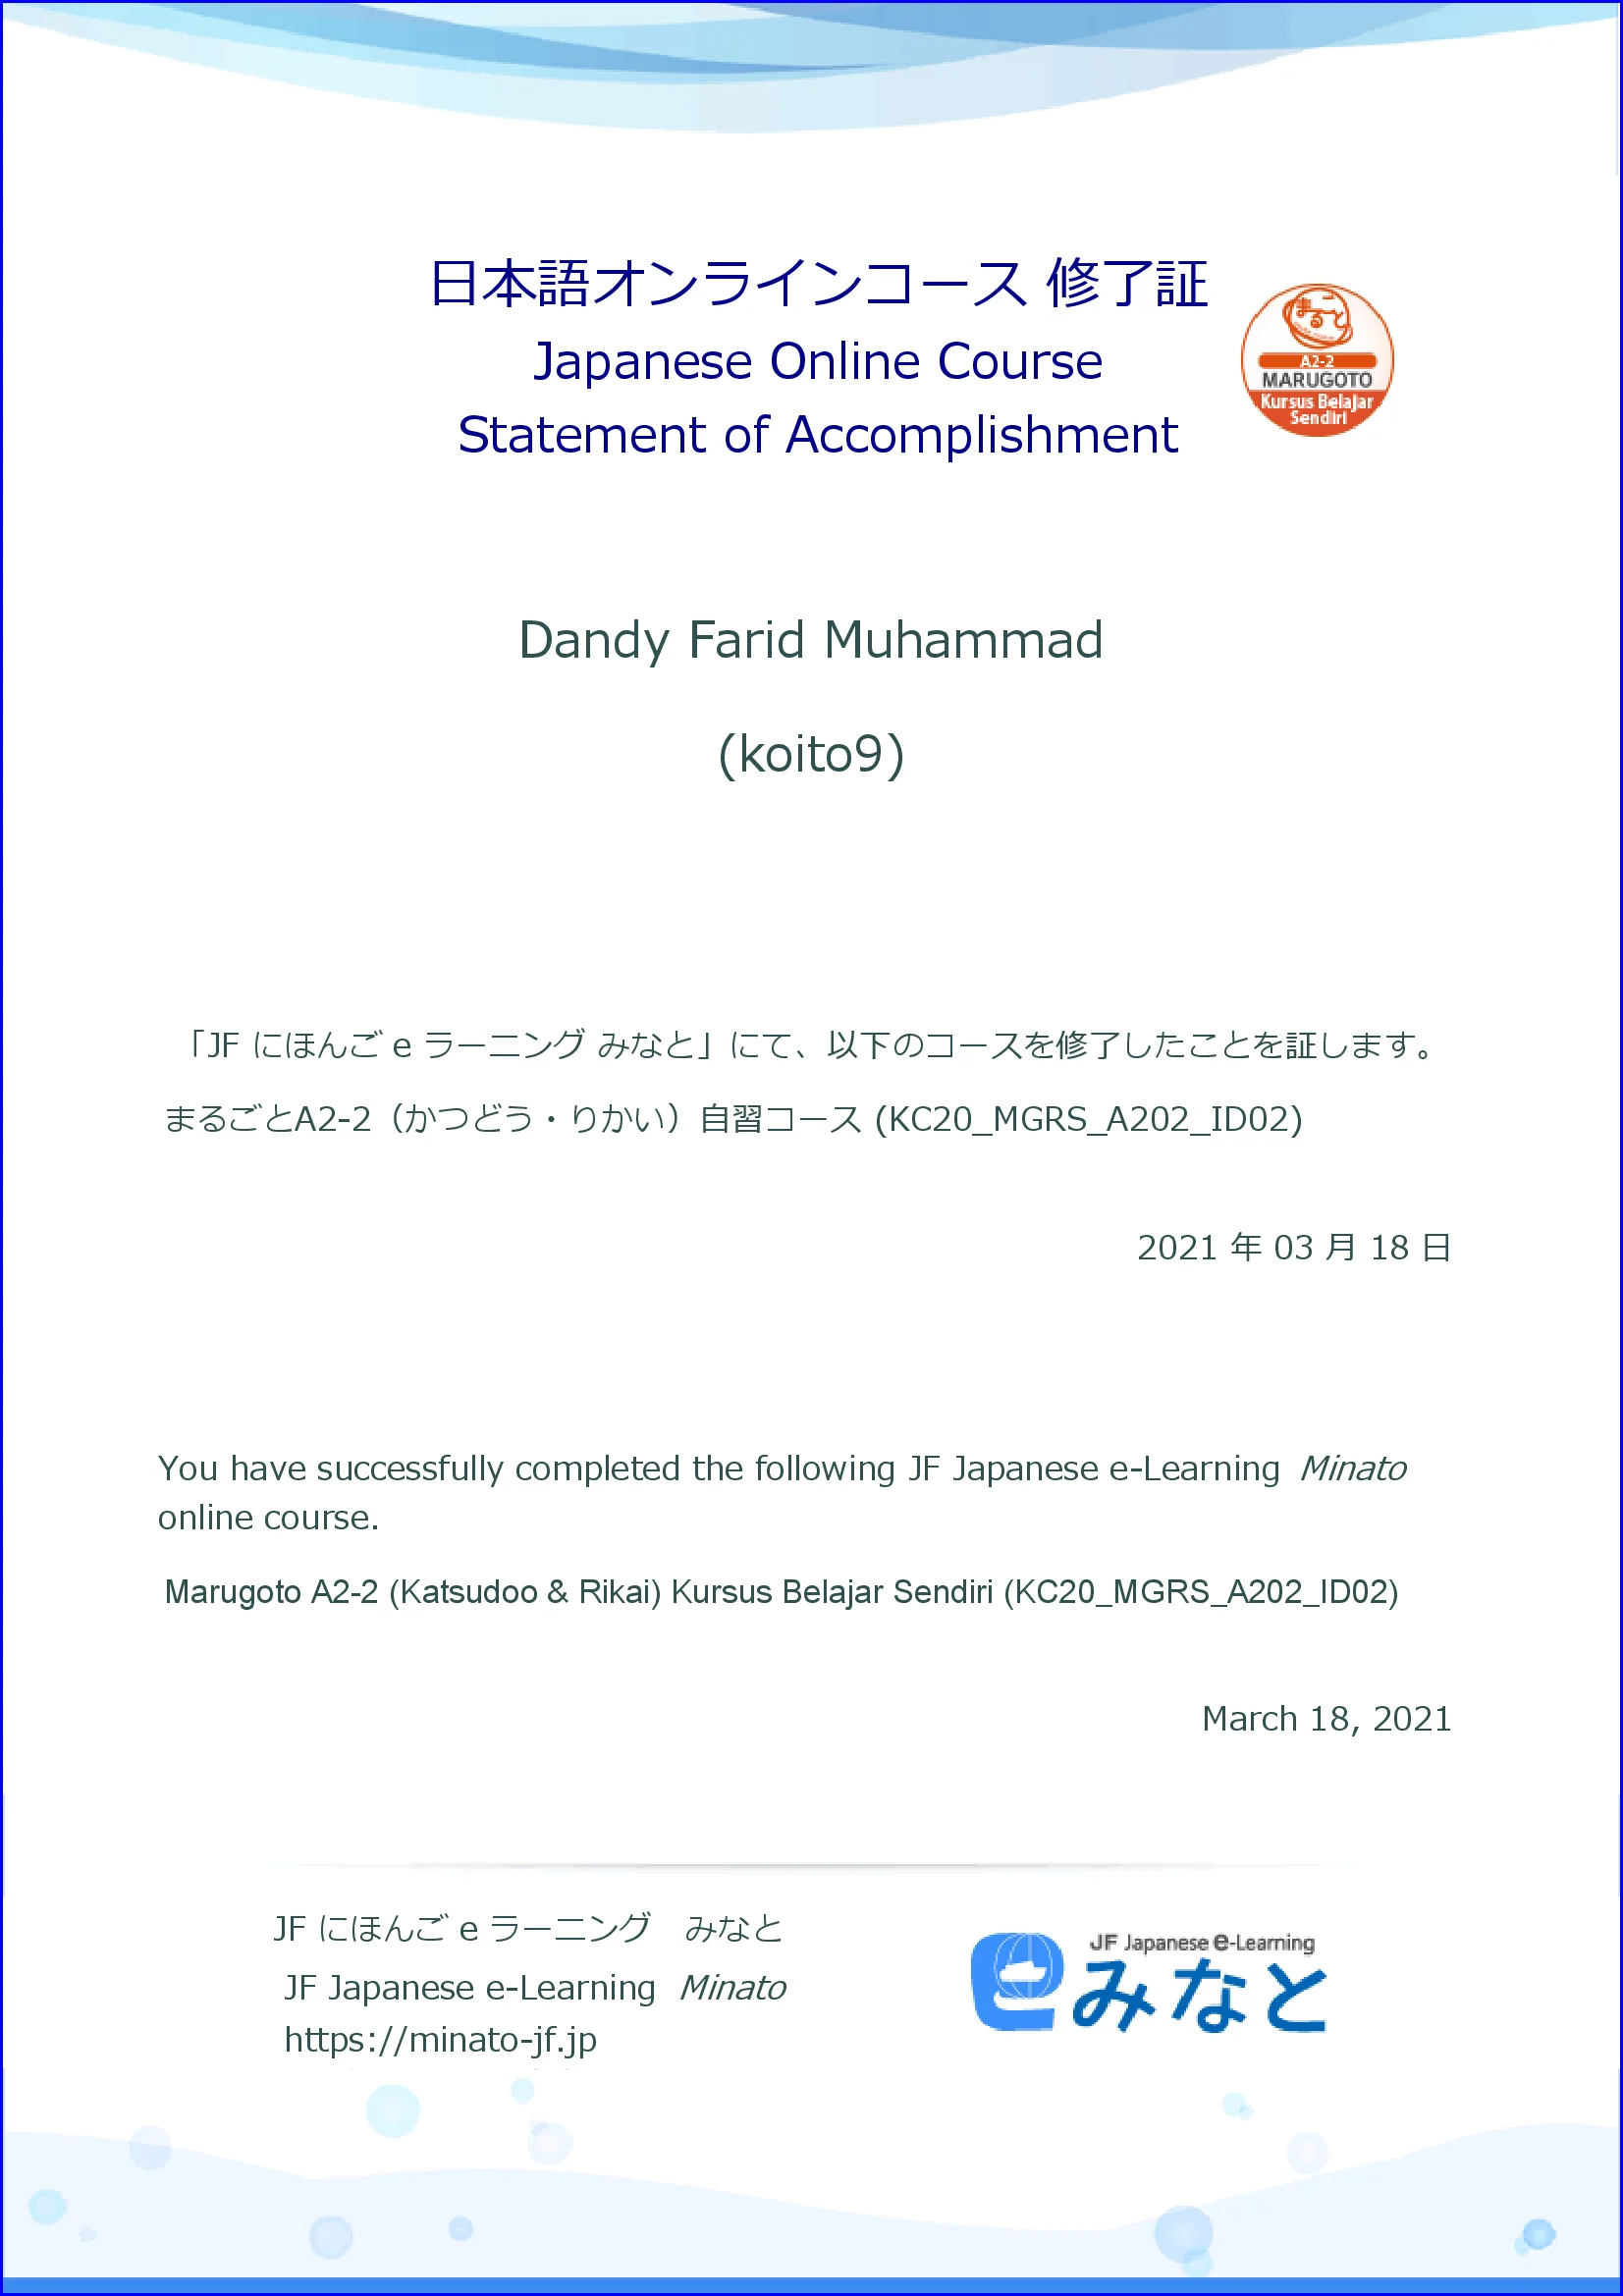 日本語オンラインコース 修了証
Japanese Online Course
Statement of Accomplishment
まるごと
A2-2
MARUGOTO
Kursus Belajar
Sendiri
Dandy Farid Muhammad
(koito9)
「JF にほんご e ラーニング みなと」にて、以下のコースを修了したことを証します。
まるごとA2-2（かつどう・りかい）自習コース (KC20_MGRS_A202_ID02)
2021 年 03 月 18 日
You have successfully completed the following JF Japanese e-Learning Minato
online course.
Marugoto A2-2 (Katsudoo & Rikai) Kursus Belajar Sendiri (KC20_MGRS_A202_ID02)
March 18, 2021
JF にほんご e ラーニング　みなと
JF Japanese e-Learning Minato
https://minato-jf.jp
JF Japanese e-Learning
みなと